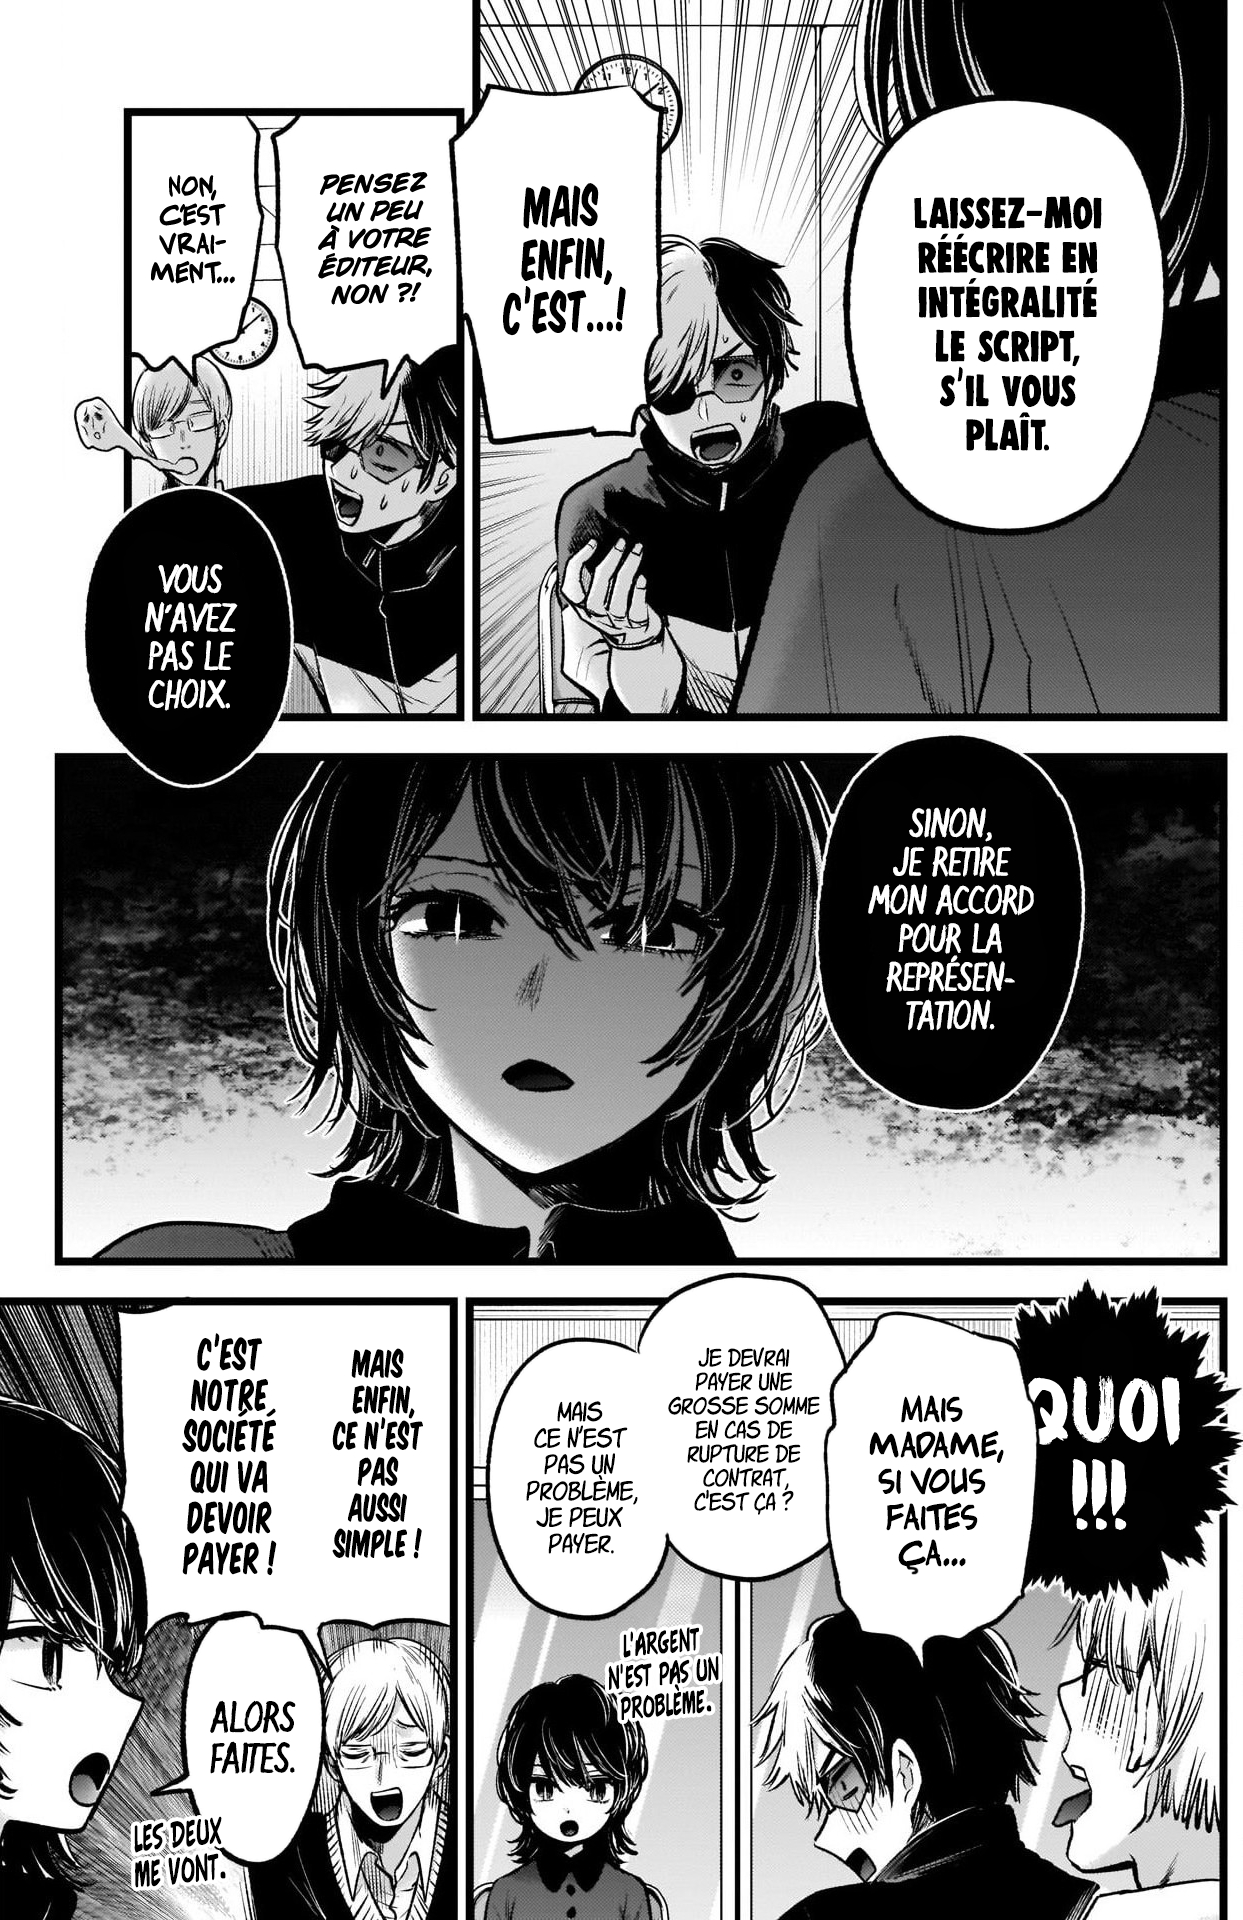 LAISSEZ-MOI
RÉÉCRIRE EN
INTÉGRALITÉ
LE SCRIPT,
S'IL VOUS
PLAÎT.
MAIS
ENFIN,
C'EST...!
PENSEZ
UN PEU
À VOTRE
ÉDITEUR,
NON ?!
NON,
C'EST
VRAI-
MENT...
VOUS
N'AVEZ
PAS LE
CHOIX.
SINON,
JE RETIRE
MON ACCORD
POUR LA
REPRÉSEN-
TATION.
QUOI
!!!
MAIS
MADAME,
SI VOUS
FAITES
ÇA...
JE DEVRAI
PAYER UNE
GROSSE SOMME
EN CAS DE
RUPTURE DE
CONTRAT,
C'EST ÇA ?
MAIS
CE N'EST
PAS UN
PROBLÈME,
JE PEUX
PAYER.
L'ARGENT
N'EST PAS UN
PROBLÈME.
MAIS
ENFIN,
CE N'EST
PAS
AUSSI
SIMPLE !
C'EST
NOTRE
SOCIÉTÉ
QUI VA
DEVOIR
PAYER !
ALORS
FAITES.
LES DEUX
ME VONT.